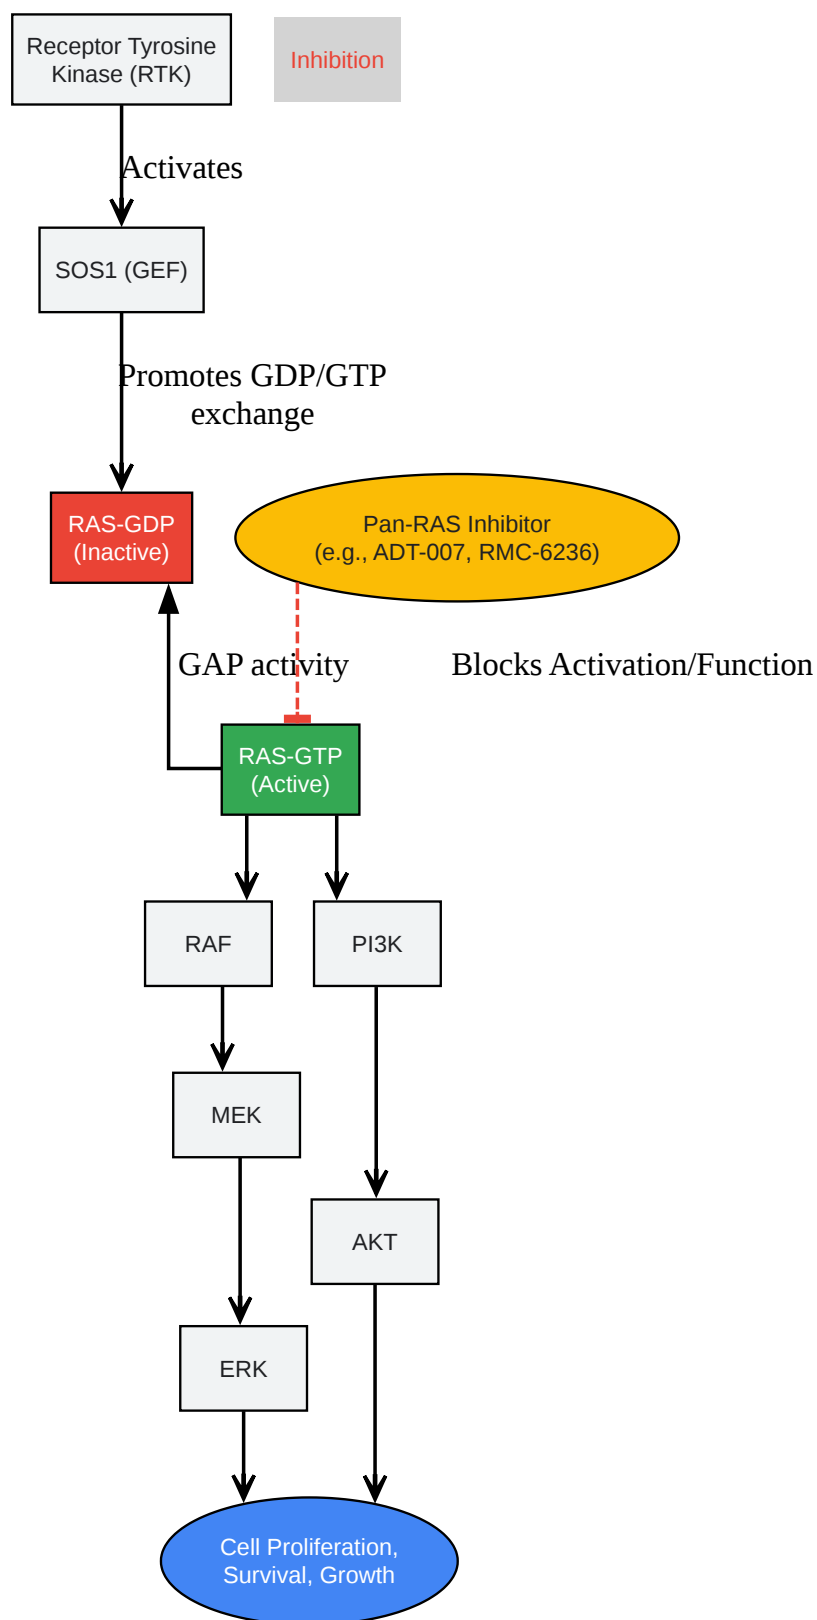 Receptor Tyrosine
Kinase (RTK)
Inhibition
Activates
SOS1 (GEF)
Promotes GDP/GTP
exchange
RAS-GDP
(Inactive)
Pan-RAS Inhibitor
(e.g., ADT-007, RMC-6236)
GAP activity
Blocks Activation/Function
RAS-GTP
(Active)
RAF
PI3K
MEK
AKT
ERK
Cell Proliferation,
Survival, Growth